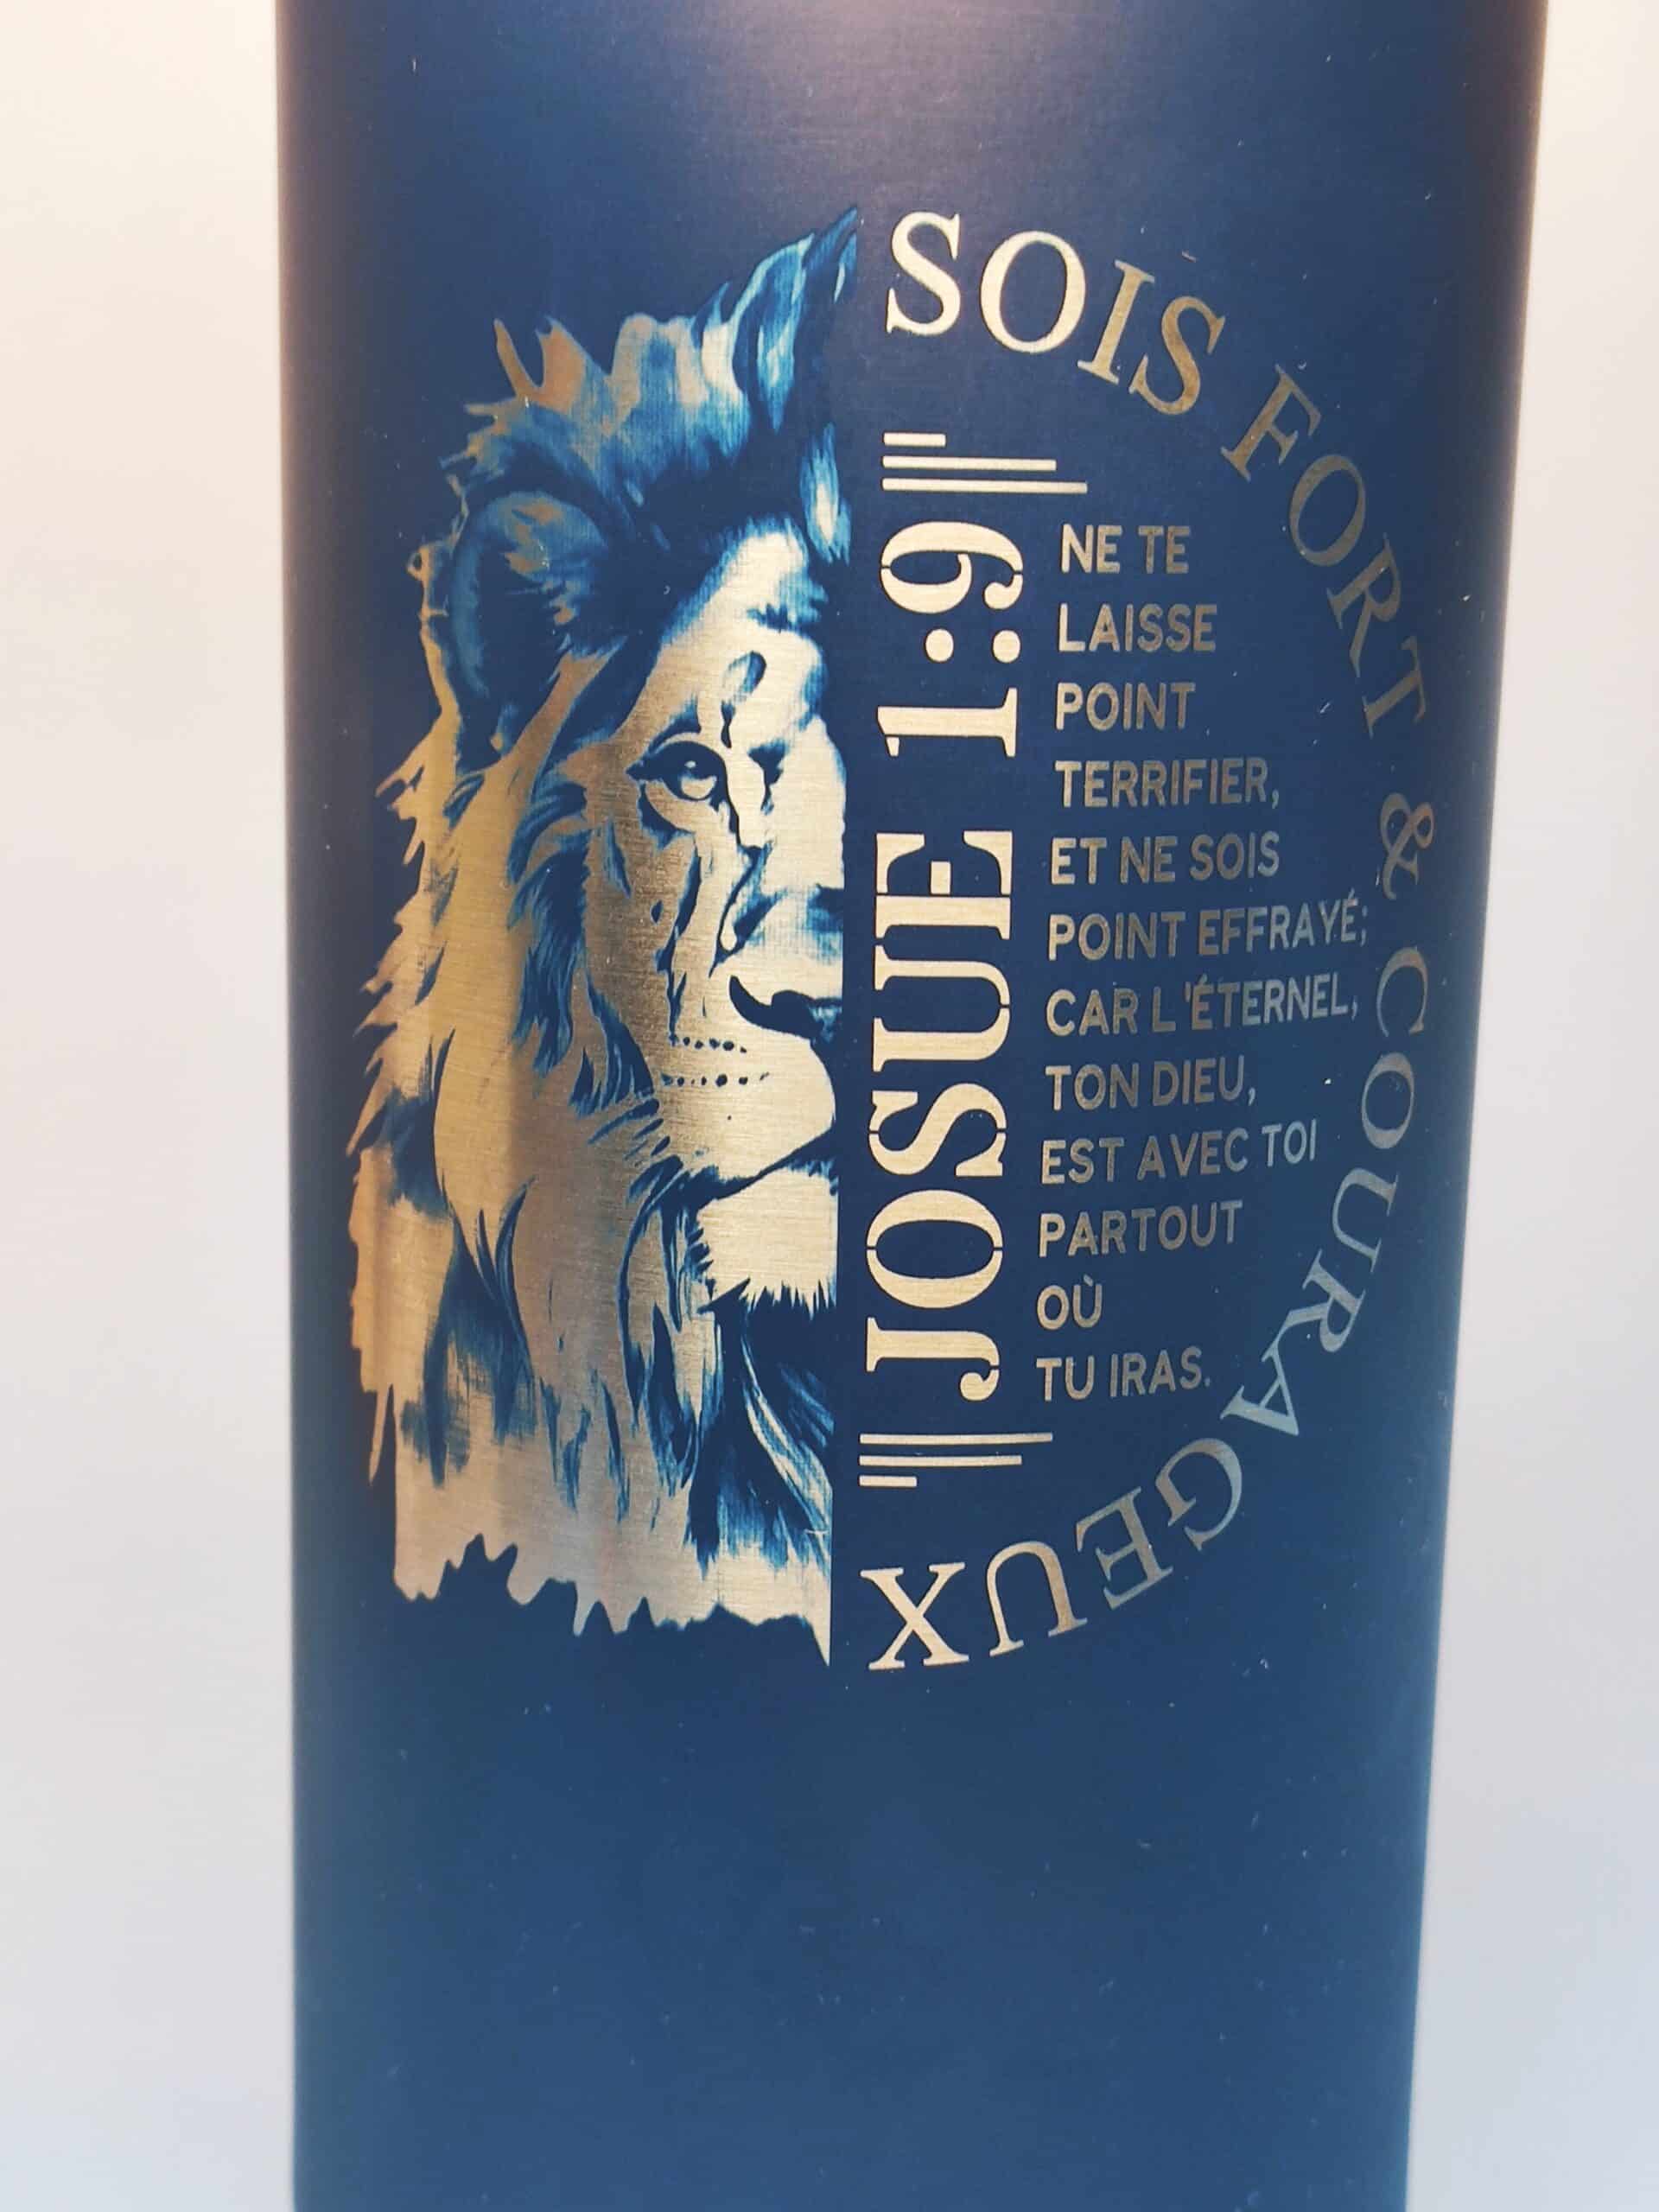 SOIS FORT & COURAGEUX
JOSUE 1:9
NE TE
LAISSE
POINT
TERRIFIER,
ET NE SOIS
POINT EFFRAYÉ;
CAR L'ÉTERNEL,
TON DIEU,
EST AVEC TOI
PARTOUT
OÙ
TU IRAS.